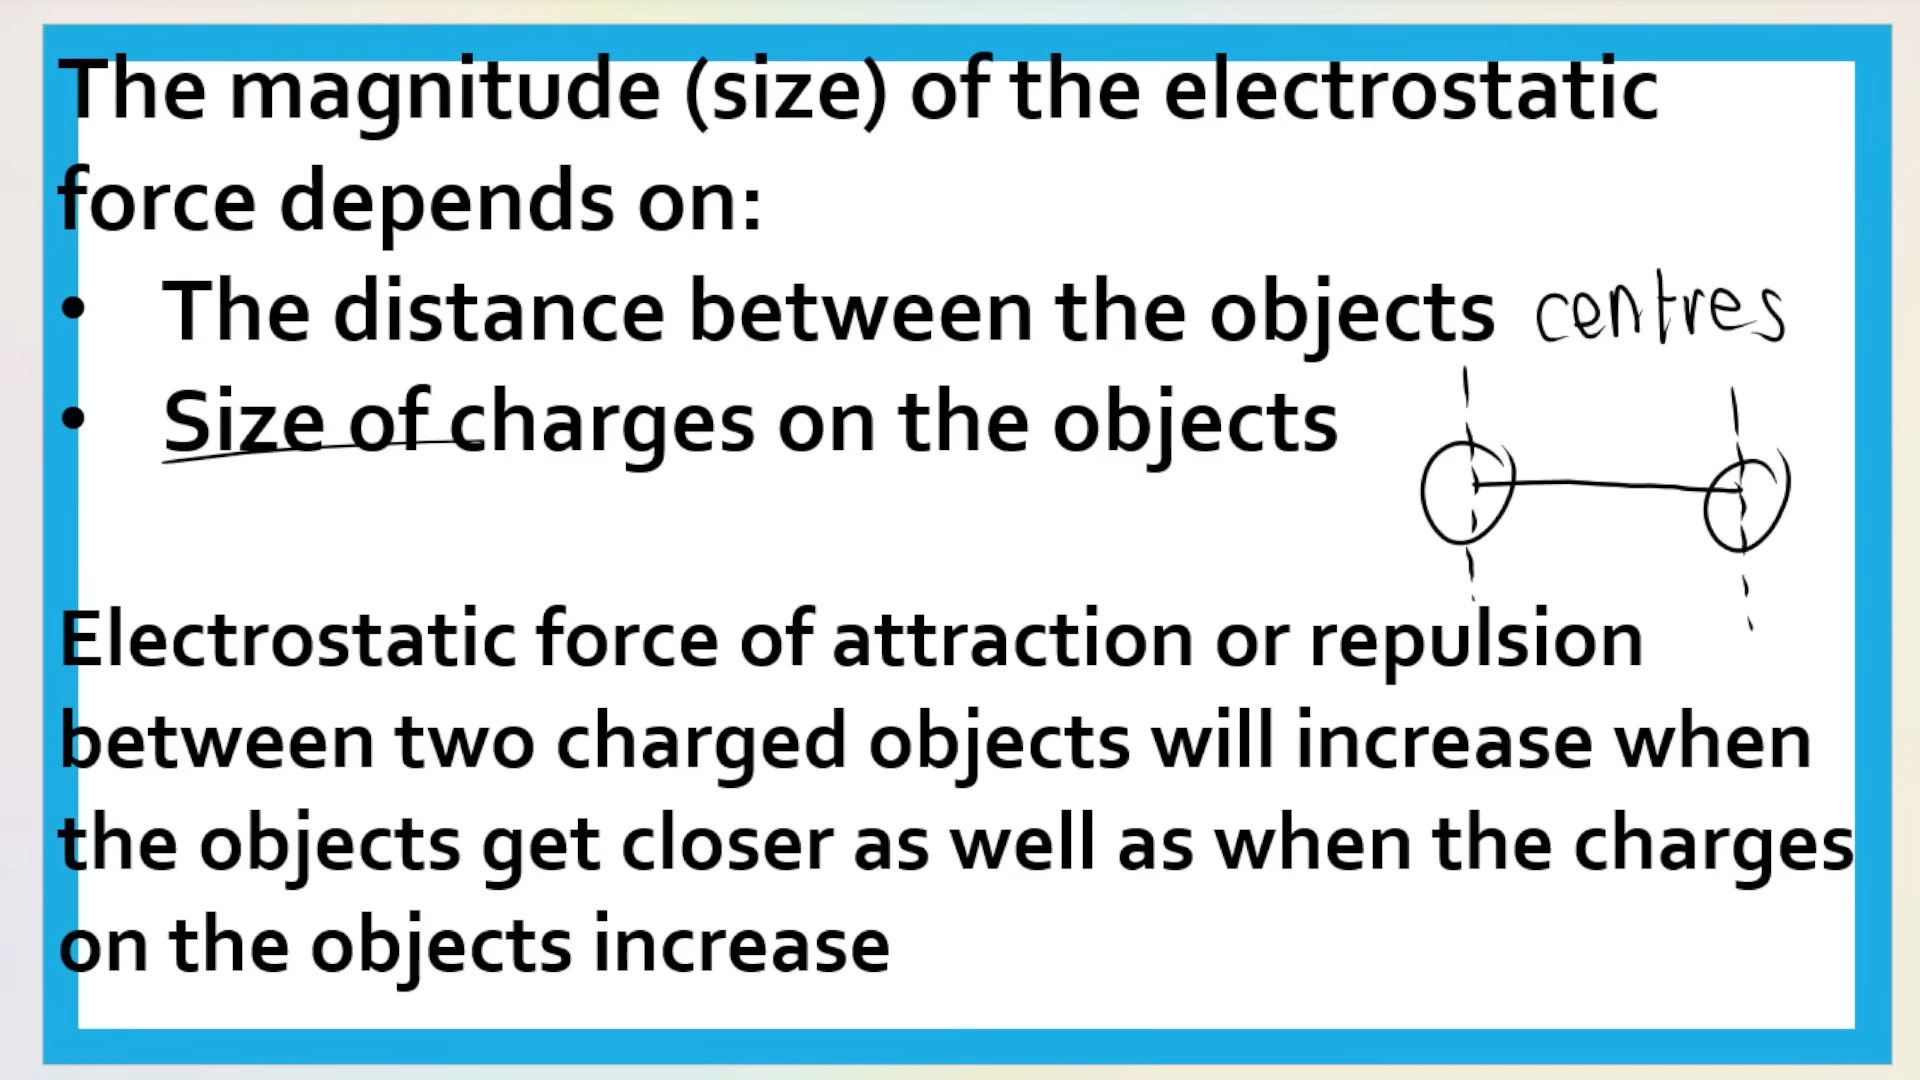 The magnitude (size) of the electrostatic
force depends on:
• The distance between the objects centres
• Size of charges on the objects
Electrostatic force of attraction or repulsion
between two charged objects will increase when
the objects get closer as well as when the charges
on the objects increase